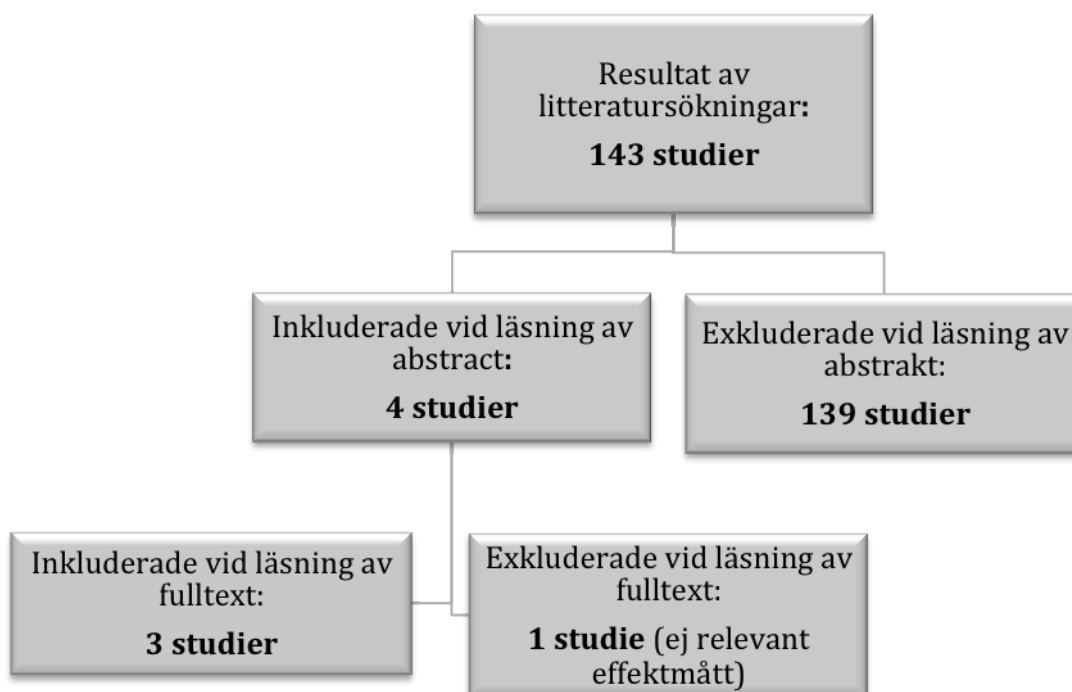 Resultat av
litteratursökningar:
143 studier
Inkluderade vid läsning av
abstract:
4 studier
Exkluderade vid läsning av
abstrakt:
139 studier
Inkluderade vid läsning av
fulltext:
3 studier
Exkluderade vid läsning av
fulltext:
1 studie (ej relevant
effektmått)